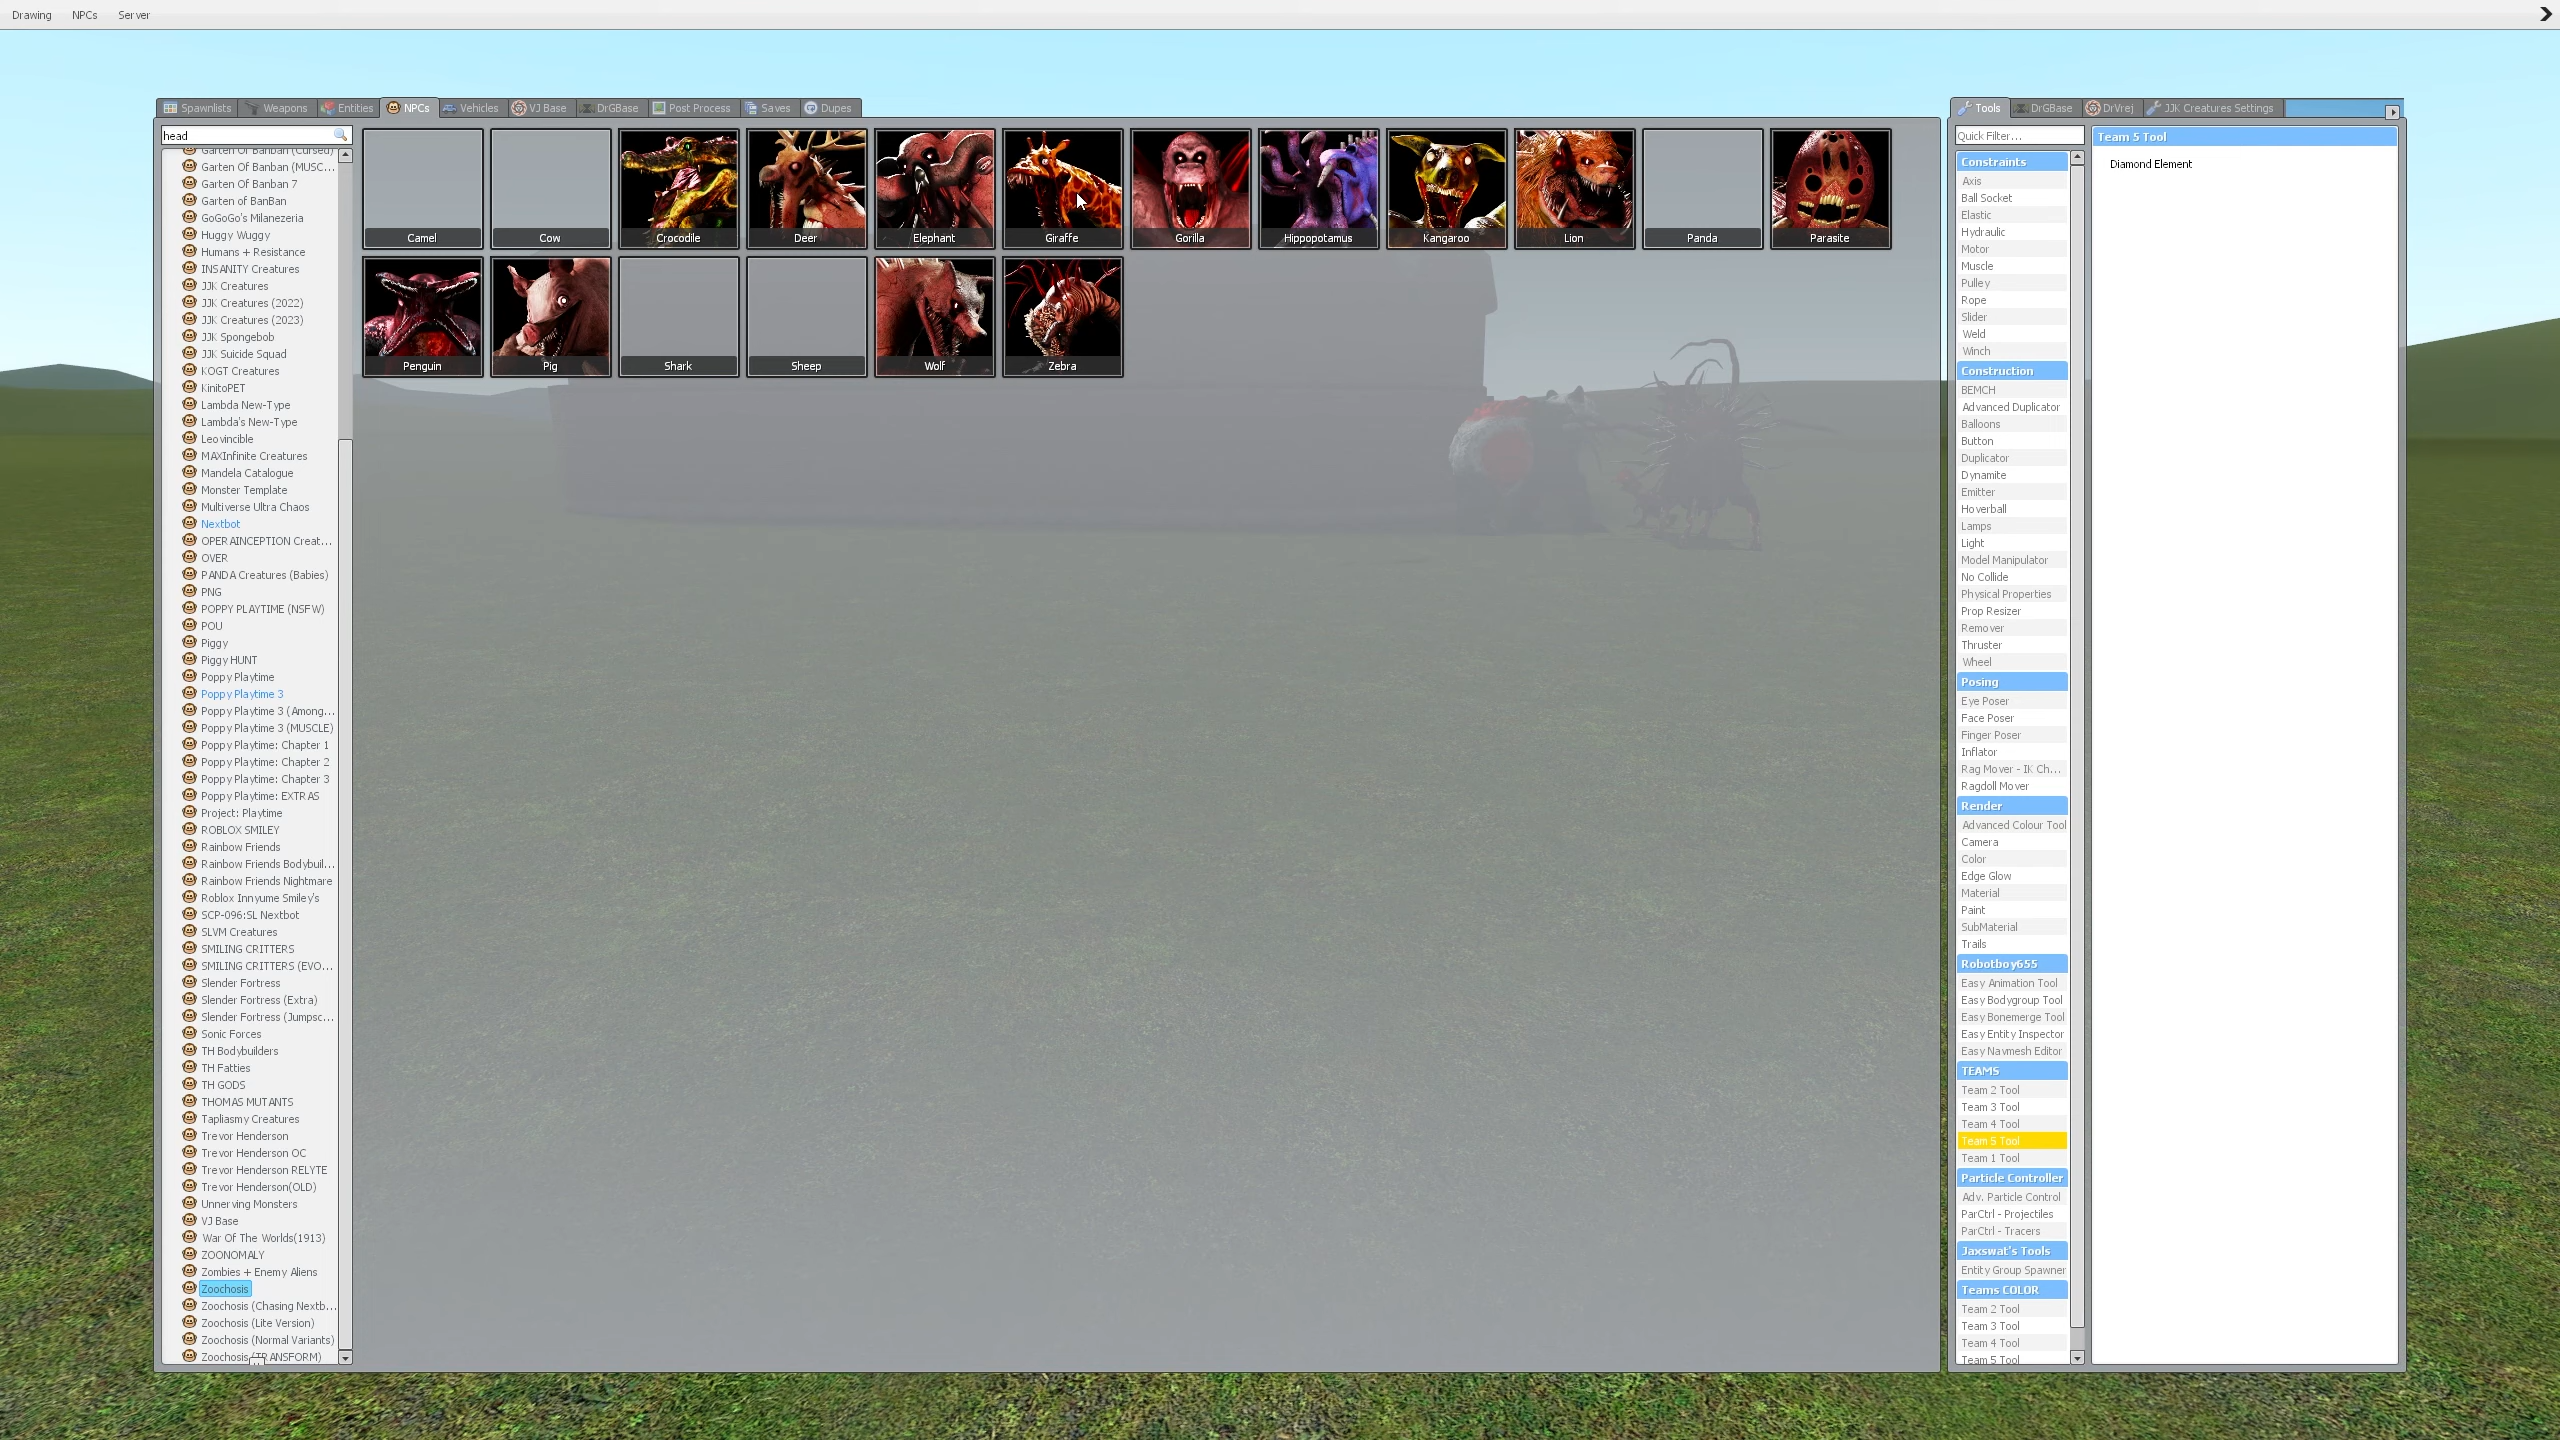 Drawing NPCs Server
Spawnlists Weapons Entities NPCs Vehicles VJ Base DrGBase Post Process Saves Dupes
head
Garten Of Banban (Cursed)
Garten Of Banban (MUSC...
Garten Of Banban 7
Garten of BanBan
GoGoGo's Milanezeria
Huggy Wuggy
Humans + Resistance
INSANITY Creatures
JJK Creatures
JJK Creatures (2022)
JJK Creatures (2023)
JJK Spongebob
JJK Suicide Squad
KOGT Creatures
KinitoPET
Lambda New-Type
Lambda's New-Type
Leovincible
MAXInfinite Creatures
Mandela Catalogue
Monster Template
Multiverse Ultra Chaos
Nextbot
OPERAINCEPTION Creat...
OVER
PANDA Creatures (Babies)
PNG
POPPY PLAYTIME (NSFW)
POU
Piggy
Piggy HUNT
Poppy Playtime
Poppy Playtime 3
Poppy Playtime 3 (Among...
Poppy Playtime 3 (MUSCLE)
Poppy Playtime: Chapter 1
Poppy Playtime: Chapter 2
Poppy Playtime: Chapter 3
Poppy Playtime: EXTRAS
Project: Playtime
ROBLOX SMILEY
Rainbow Friends
Rainbow Friends Bodybuil...
Rainbow Friends Nightmare
Roblox Innyume Smiley's
SCP-096:SL Nextbot
SLVM Creatures
SMILING CRITTERS
SMILING CRITTERS (EVO...
Slender Fortress
Slender Fortress (Extra)
Slender Fortress (Jumpsc...
Sonic Forces
TH Bodybuilders
TH Fatties
TH GODS
THOMAS MUTANTS
Tapliasmy Creatures
Trevor Henderson
Trevor Henderson OC
Trevor Henderson RELYTE
Trevor Henderson(OLD)
Unnerving Monsters
VJ Base
War Of The Worlds(1913)
ZOONOMALY
Zombies + Enemy Aliens
Zoochosis
Zoochosis (Chasing Nextb...
Zoochosis (Lite Version)
Zoochosis (Normal Variants)
Zoochosis (TRANSFORM)
Camel Cow Crocodile Deer Elephant Giraffe Gorilla Hippopotamus Kangaroo Lion Panda Parasite
Penguin Pig Shark Sheep Wolf Zebra
Tools DrGBase DrVrej JJK Creatures Settings
Quick Filter...
Constraints
Axis
Ball Socket
Elastic
Hydraulic
Motor
Muscle
Pulley
Rope
Slider
Weld
Winch
Construction
BEMCH
Advanced Duplicator
Balloons
Button
Duplicator
Dynamite
Emitter
Hoverball
Lamps
Light
Model Manipulator
No Collide
Physical Properties
Prop Resizer
Remover
Thruster
Wheel
Posing
Eye Poser
Face Poser
Finger Poser
Inflator
Rag Mover - IK Ch...
Ragdoll Mover
Render
Advanced Colour Tool
Camera
Color
Edge Glow
Material
Paint
SubMaterial
Trails
Robotboy655
Easy Animation Tool
Easy Bodygroup Tool
Easy Bonemerge Tool
Easy Entity Inspector
Easy Navmesh Editor
TEAMS
Team 2 Tool
Team 3 Tool
Team 4 Tool
Team 5 Tool
Team 1 Tool
Particle Controller
Adv. Particle Control
ParCtrl - Projectiles
ParCtrl - Tracers
Jaxswat's Tools
Entity Group Spawner
Teams COLOR
Team 2 Tool
Team 3 Tool
Team 4 Tool
Team 5 Tool
Team 5 Tool
Diamond Element